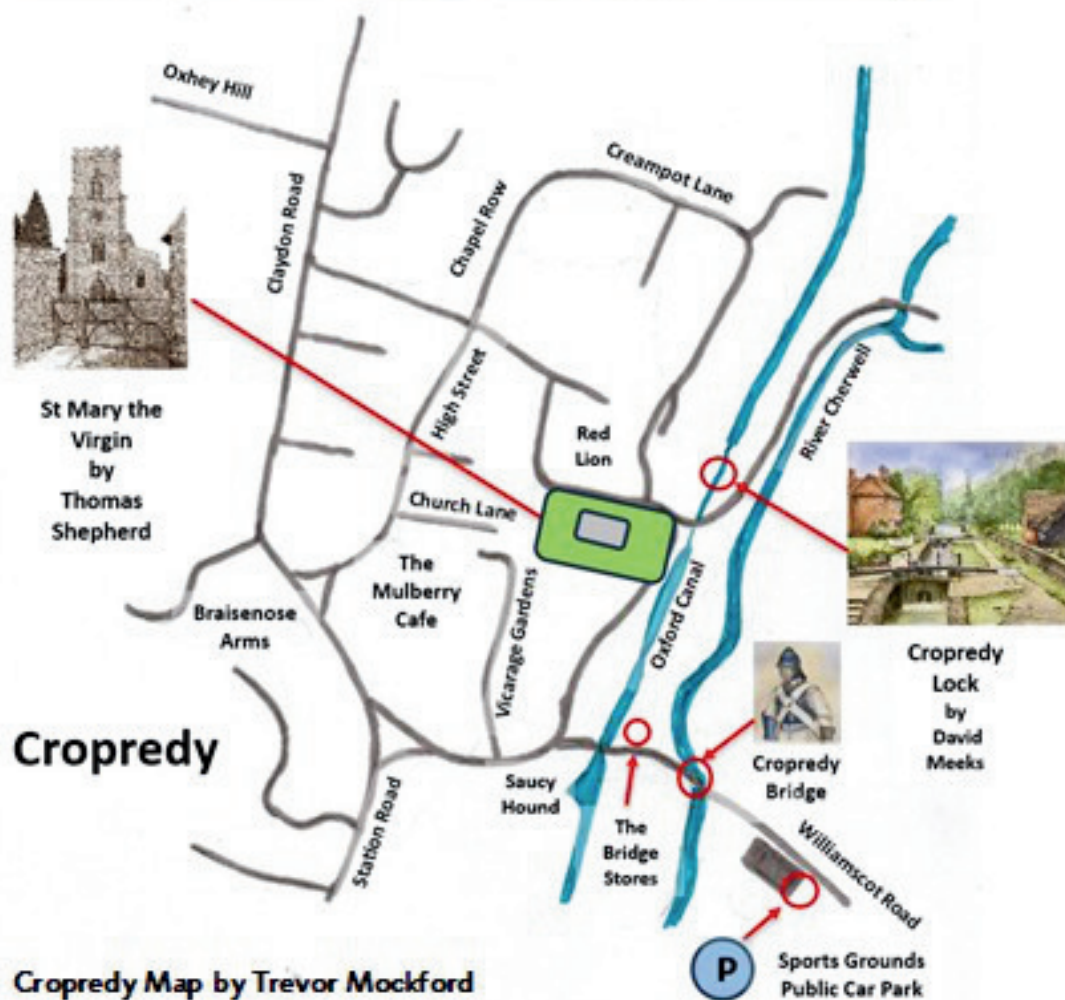 Oxhey Hill
Creampot Lane
Chapel Row
Claydon Road
River Cherwell
High Street
St Mary the
Virgin
by
Thomas
Shepherd
Red
Lion
Church Lane
The
Mulberry
Cafe
Braisenose
Arms
Vicarage Gardens
Oxford Canal
Cropredy
Lock
by
David
Meeks
Cropredy
Cropredy
Bridge
Saucy
Hound
Station Road
The
Bridge
Stores
Williamscot Road
P
Sports Grounds
Public Car Park
Cropredy Map by Trevor Mockford